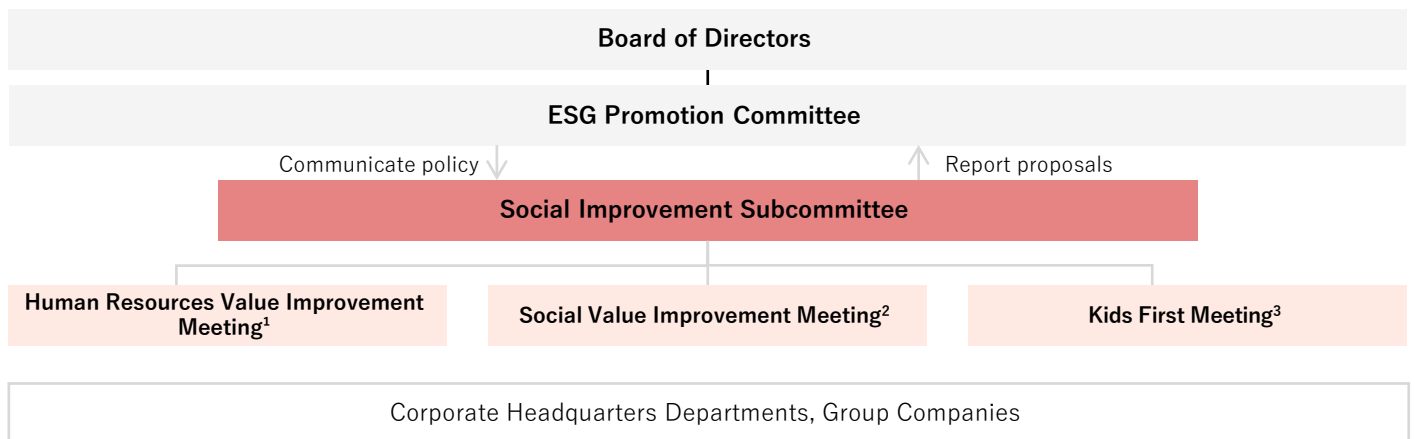 Board of Directors
ESG Promotion Committee
Communicate policy
Report proposals
Social Improvement Subcommittee
Human Resources Value Improvement
Meeting¹
Social Value Improvement Meeting²
Kids First Meeting³
Corporate Headquarters Departments, Group Companies